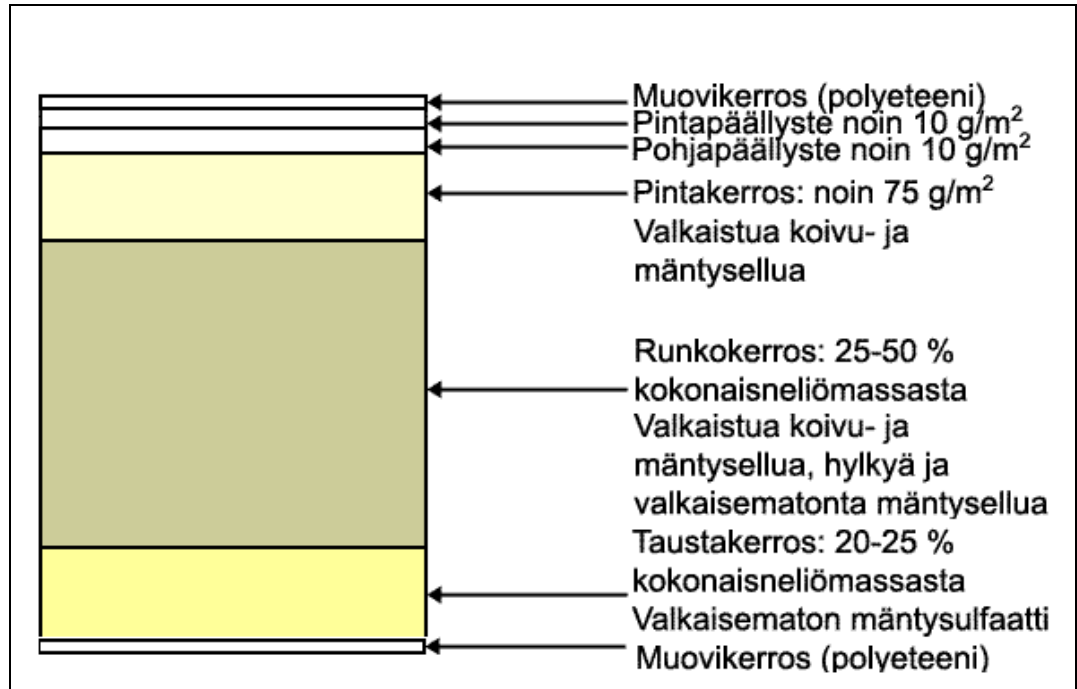 Muovikerros (polyeteeni)
Pintapäällyste noin 10 g/m²
Pohjapäällyste noin 10 g/m²
Pintakerros: noin 75 g/m²
Valkaistua koivu- ja
mäntysellua
Runkokerros: 25-50 %
kokonaisneliömassasta
Valkaistua koivu- ja
mäntysellua, hylkyä ja
valkaisematonta mäntysellua
Taustakerros: 20-25 %
kokonaisneliömassasta
Valkaisematon mäntysulfaatti
Muovikerros (polyeteeni)